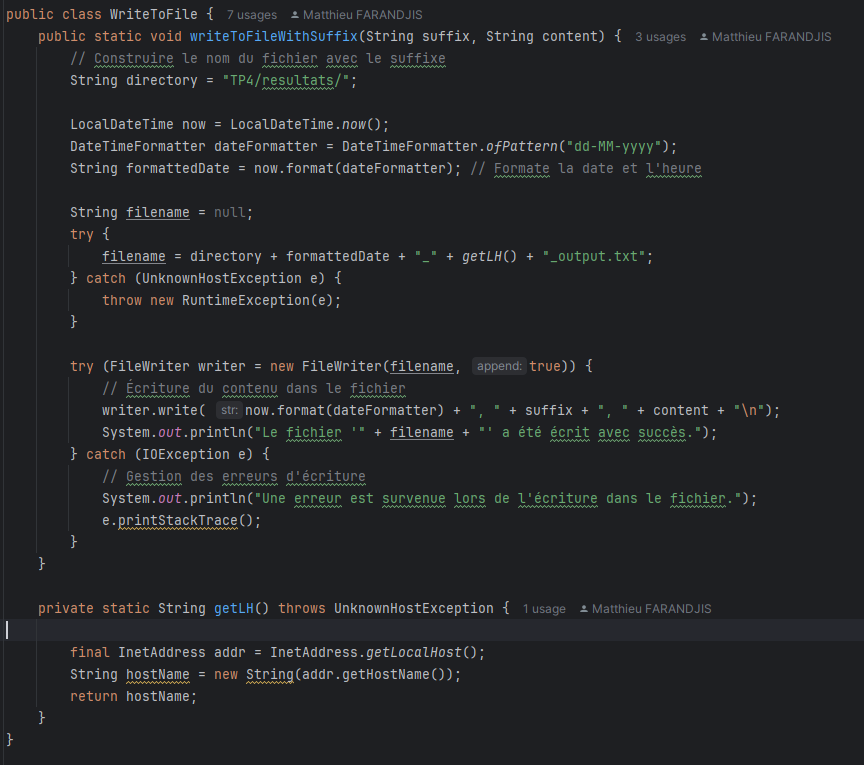 public class WriteToFile {  7 usages  Matthieu FARANDJIS
    public static void writeToFileWithSuffix(String suffix, String content) {  3 usages  Matthieu FARANDJIS
        // Construire le nom du fichier avec le suffixe
        String directory = "TP4/resultats/";

        LocalDateTime now = LocalDateTime.now();
        DateTimeFormatter dateFormatter = DateTimeFormatter.ofPattern("dd-MM-yyyy");
        String formattedDate = now.format(dateFormatter); // Formate la date et l'heure

        String filename = null;
        try {
            filename = directory + formattedDate + "_" + getLH() + "_output.txt";
        } catch (UnknownHostException e) {
            throw new RuntimeException(e);
        }

        try (FileWriter writer = new FileWriter(filename, append: true)) {
            // Écriture du contenu dans le fichier
            writer.write( str: now.format(dateFormatter) + ", " + suffix + ", " + content + "\n");
            System.out.println("Le fichier '" + filename + "' a été écrit avec succès.");
        } catch (IOException e) {
            // Gestion des erreurs d'écriture
            System.out.println("Une erreur est survenue lors de l'écriture dans le fichier.");
            e.printStackTrace();
        }
    }

    private static String getLH() throws UnknownHostException {  1 usage  Matthieu FARANDJIS

        final InetAddress addr = InetAddress.getLocalHost();
        String hostName = new String(addr.getHostName());
        return hostName;
    }
}